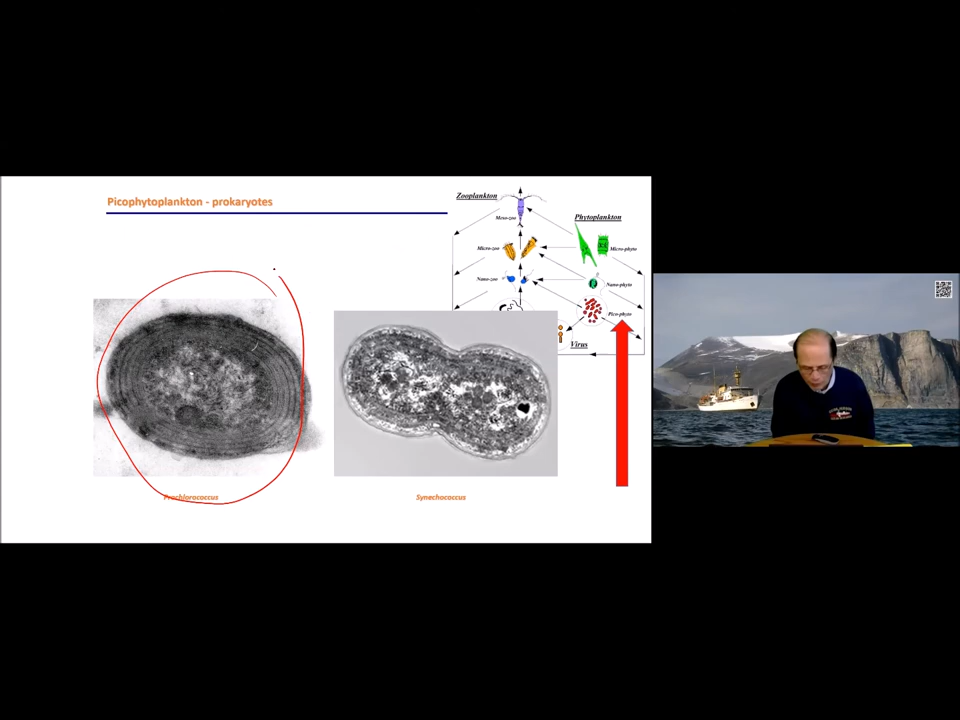 Picophytoplankton - prokaryotes
Zooplankton
Phytoplankton
Meso-zoo
Micro-zoo
Micro-phyto
Nano-zoo
Nano-phyto
Pico-phyto
Virus
Prochlorococcus
Synechococcus